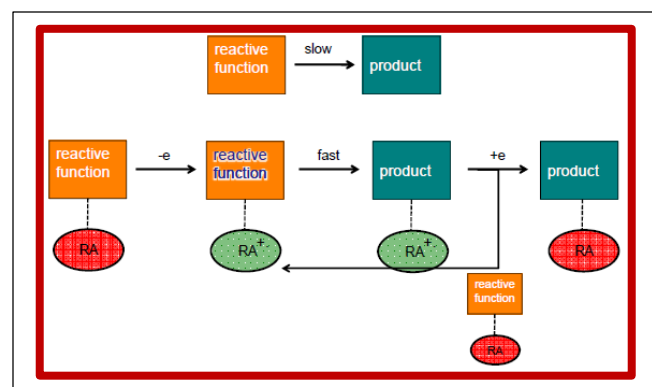 reactive
function
slow
product
reactive
function
-e
reactive
function
fast
product
+e
product
RA
RA+.
RA+.
RA
reactive
function
RA